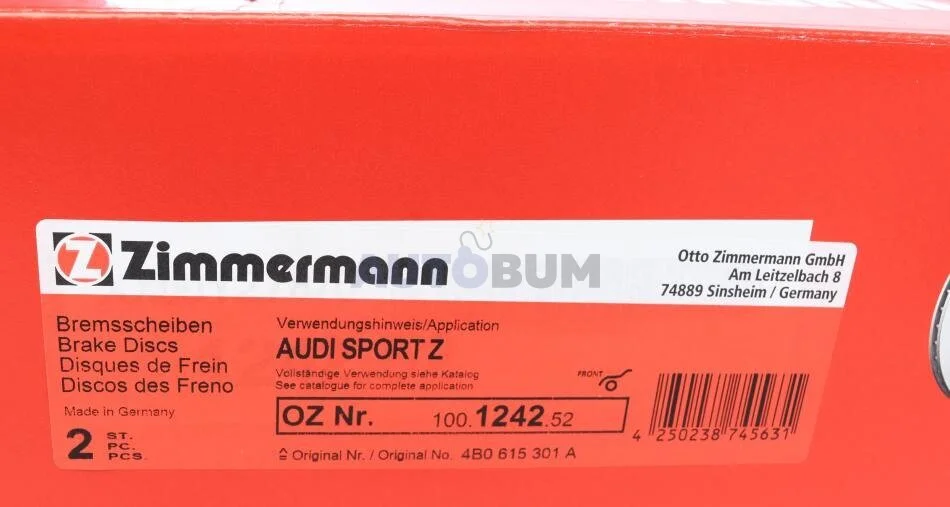 Z Zimmermann
AUTOBUM
Otto Zimmermann GmbH
Am Leitzelbach 8
74889 Sinsheim / Germany
Bremsscheiben
Brake Discs
Disques de Frein
Discos des Freno
Made in Germany
2 ST.
PC.
PCS.
Verwendungshinweis/Application
AUDI SPORT Z
Vollständige Verwendung siehe Katalog
See catalogue for complete application
FRONT
OZ Nr. 100.1242.52
Original Nr. / Original No. 4B0 615 301 A
4 250238 745631